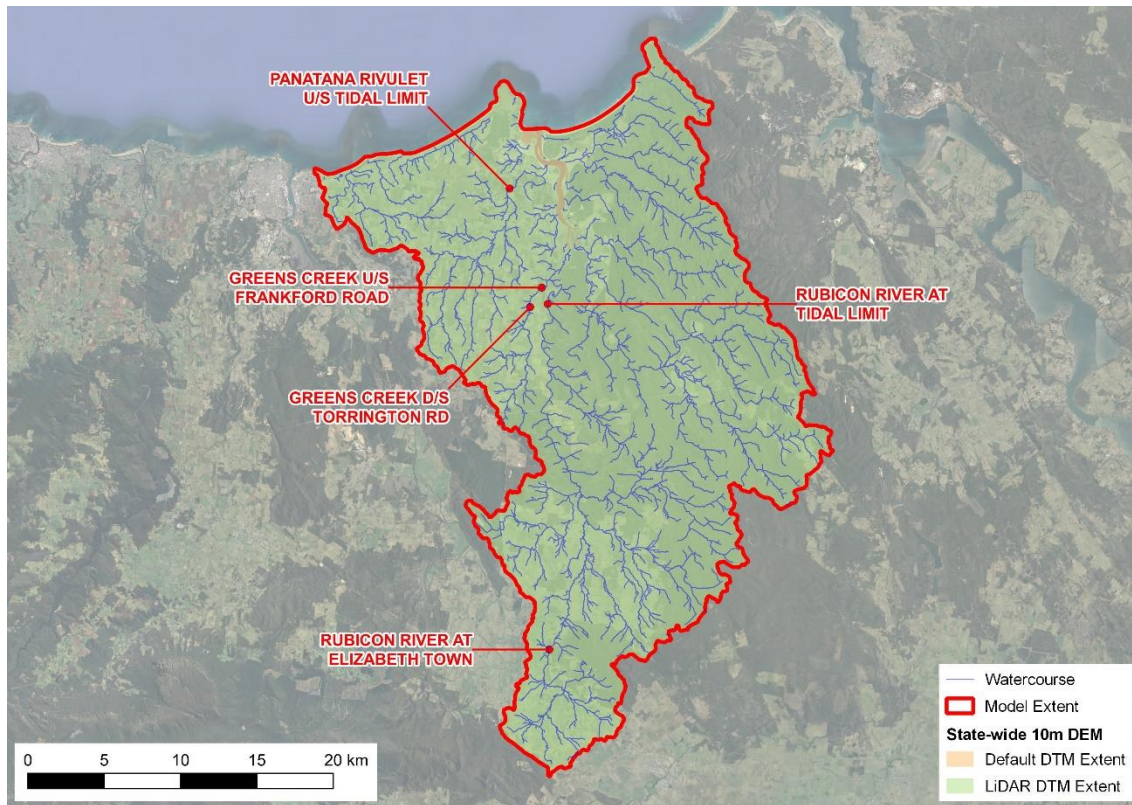 PANATANA RIVULET
U/S TIDAL LIMIT
GREENS CREEK U/S
FRANKFORD ROAD
RUBICON RIVER AT
TIDAL LIMIT
GREENS CREEK D/S
TORRINGTON RD
RUBICON RIVER AT
ELIZABETH TOWN
Watercourse
Model Extent
State-wide 10m DEM
Default DTM Extent
LiDAR DTM Extent
0 5 10 15 20 km